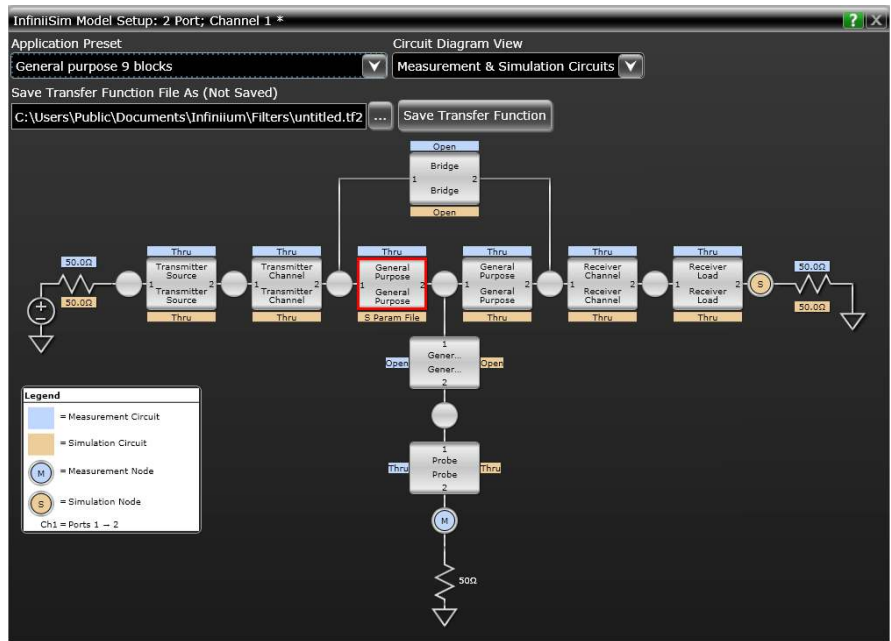 InfiniiSim Model Setup: 2 Port; Channel 1 *
? X
Application Preset
Circuit Diagram View
General purpose 9 blocks
Measurement & Simulation Circuits
Save Transfer Function File As (Not Saved)
C:\Users\Public\Documents\Infiniium\Filters\untitled.tf2
...
Save Transfer Function
Open
Bridge
1 2
Bridge
Open
50.0Ω
50.0Ω
+
−
Thru
Transmitter
Source
1 2
Transmitter
Source
Thru
Thru
Transmitter
Channel
1 2
Transmitter
Channel
Thru
Thru
General
Purpose
1 2
General
Purpose
S Param File
Thru
General
Purpose
1 2
General
Purpose
Thru
Thru
Receiver
Channel
1 2
Receiver
Channel
Thru
Thru
Receiver
Load
1 2
Receiver
Load
Thru
S
50.0Ω
50.0Ω
1
Gener...
Open Open
Gener...
2
1
Probe
Thru Thru
Probe
2
M
50Ω
Legend
= Measurement Circuit
= Simulation Circuit
M = Measurement Node
S = Simulation Node
Ch1 = Ports 1 → 2